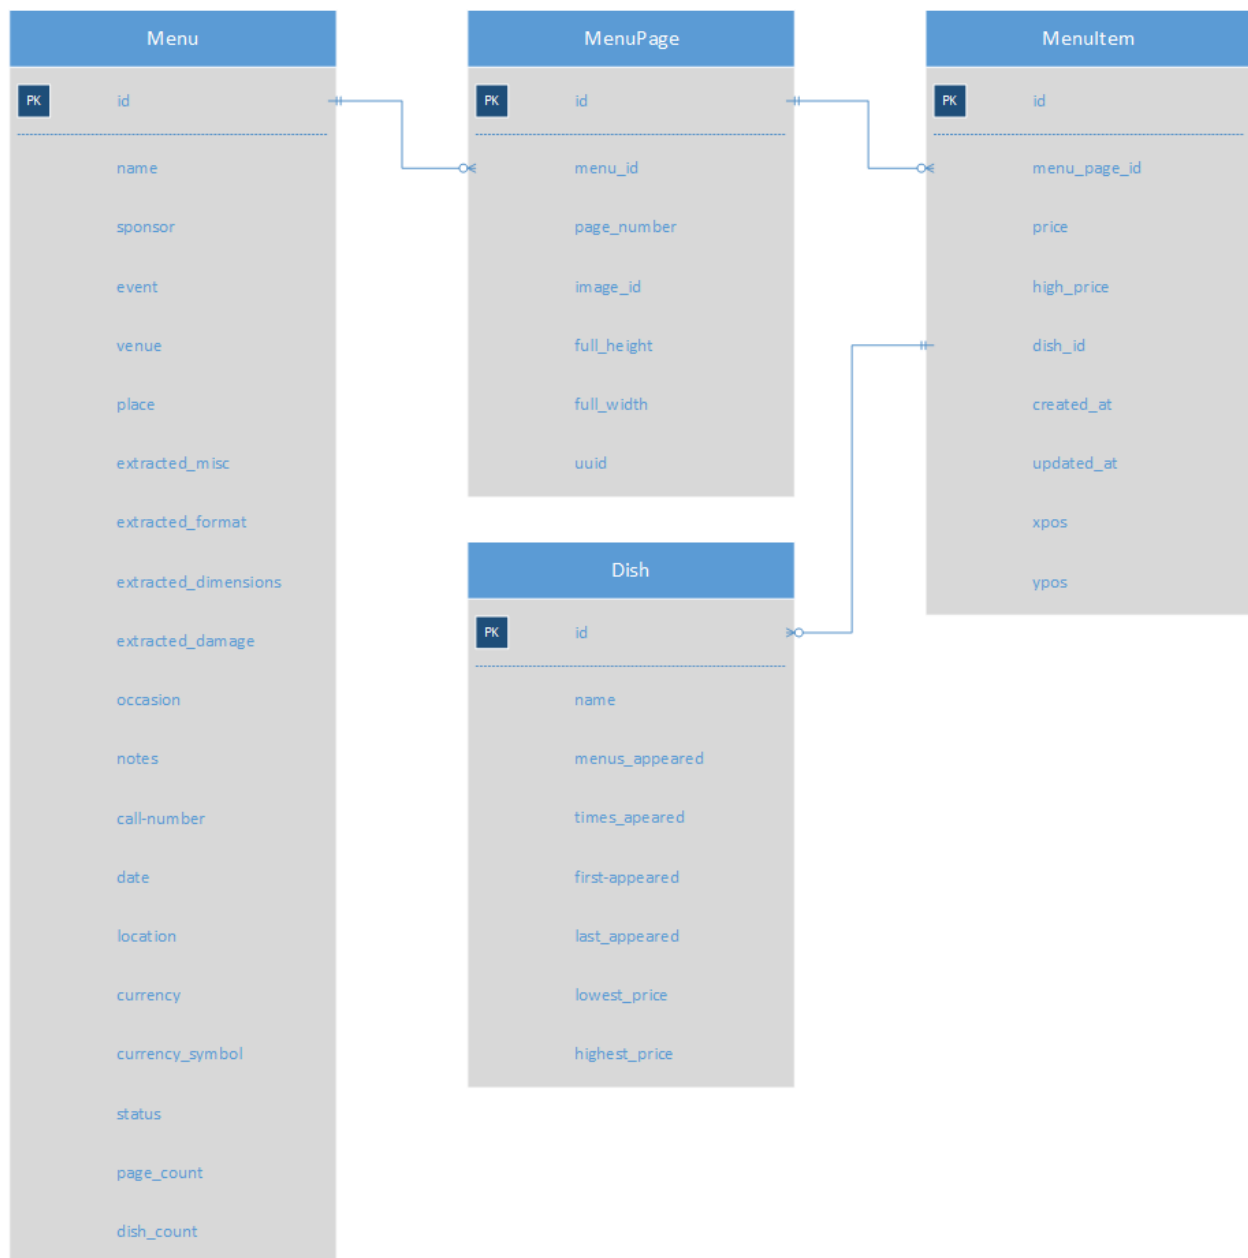 Menu
PK
id
name
sponsor
event
venue
place
extracted_misc
extracted_format
extracted_dimensions
extracted_damage
occasion
notes
call-number
date
location
currency
currency_symbol
status
page_count
dish_count
MenuPage
PK
id
menu_id
page_number
image_id
full_height
full_width
uuid
Dish
PK
id
name
menus_appeared
times_apeared
first-appeared
last_appeared
lowest_price
highest_price
MenuItem
PK
id
menu_page_id
price
high_price
dish_id
created_at
updated_at
xpos
ypos